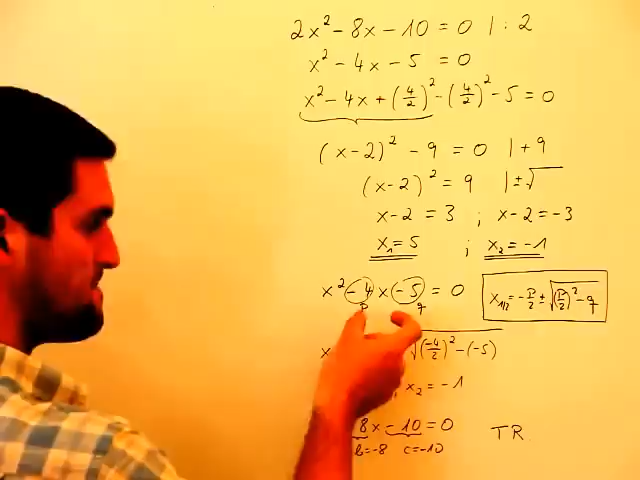 2x² - 8x - 10 = 0 | : 2
x² - 4x - 5 = 0
x² - 4x + (4/2)² - (4/2)² - 5 = 0
(x-2)² - 9 = 0 | + 9
(x-2)² = 9 | ±√
x-2 = 3 ; x-2 = -3
x₁ = 5 ; x₂ = -1
x² -4 x -5 = 0
p q
x₁/₂ = -p/2 ± √((p/2)² - q)
x √((-4/2)² - (-5))
, x₂ = -1
8x - 10 = 0 TR
b=-8 c=-10